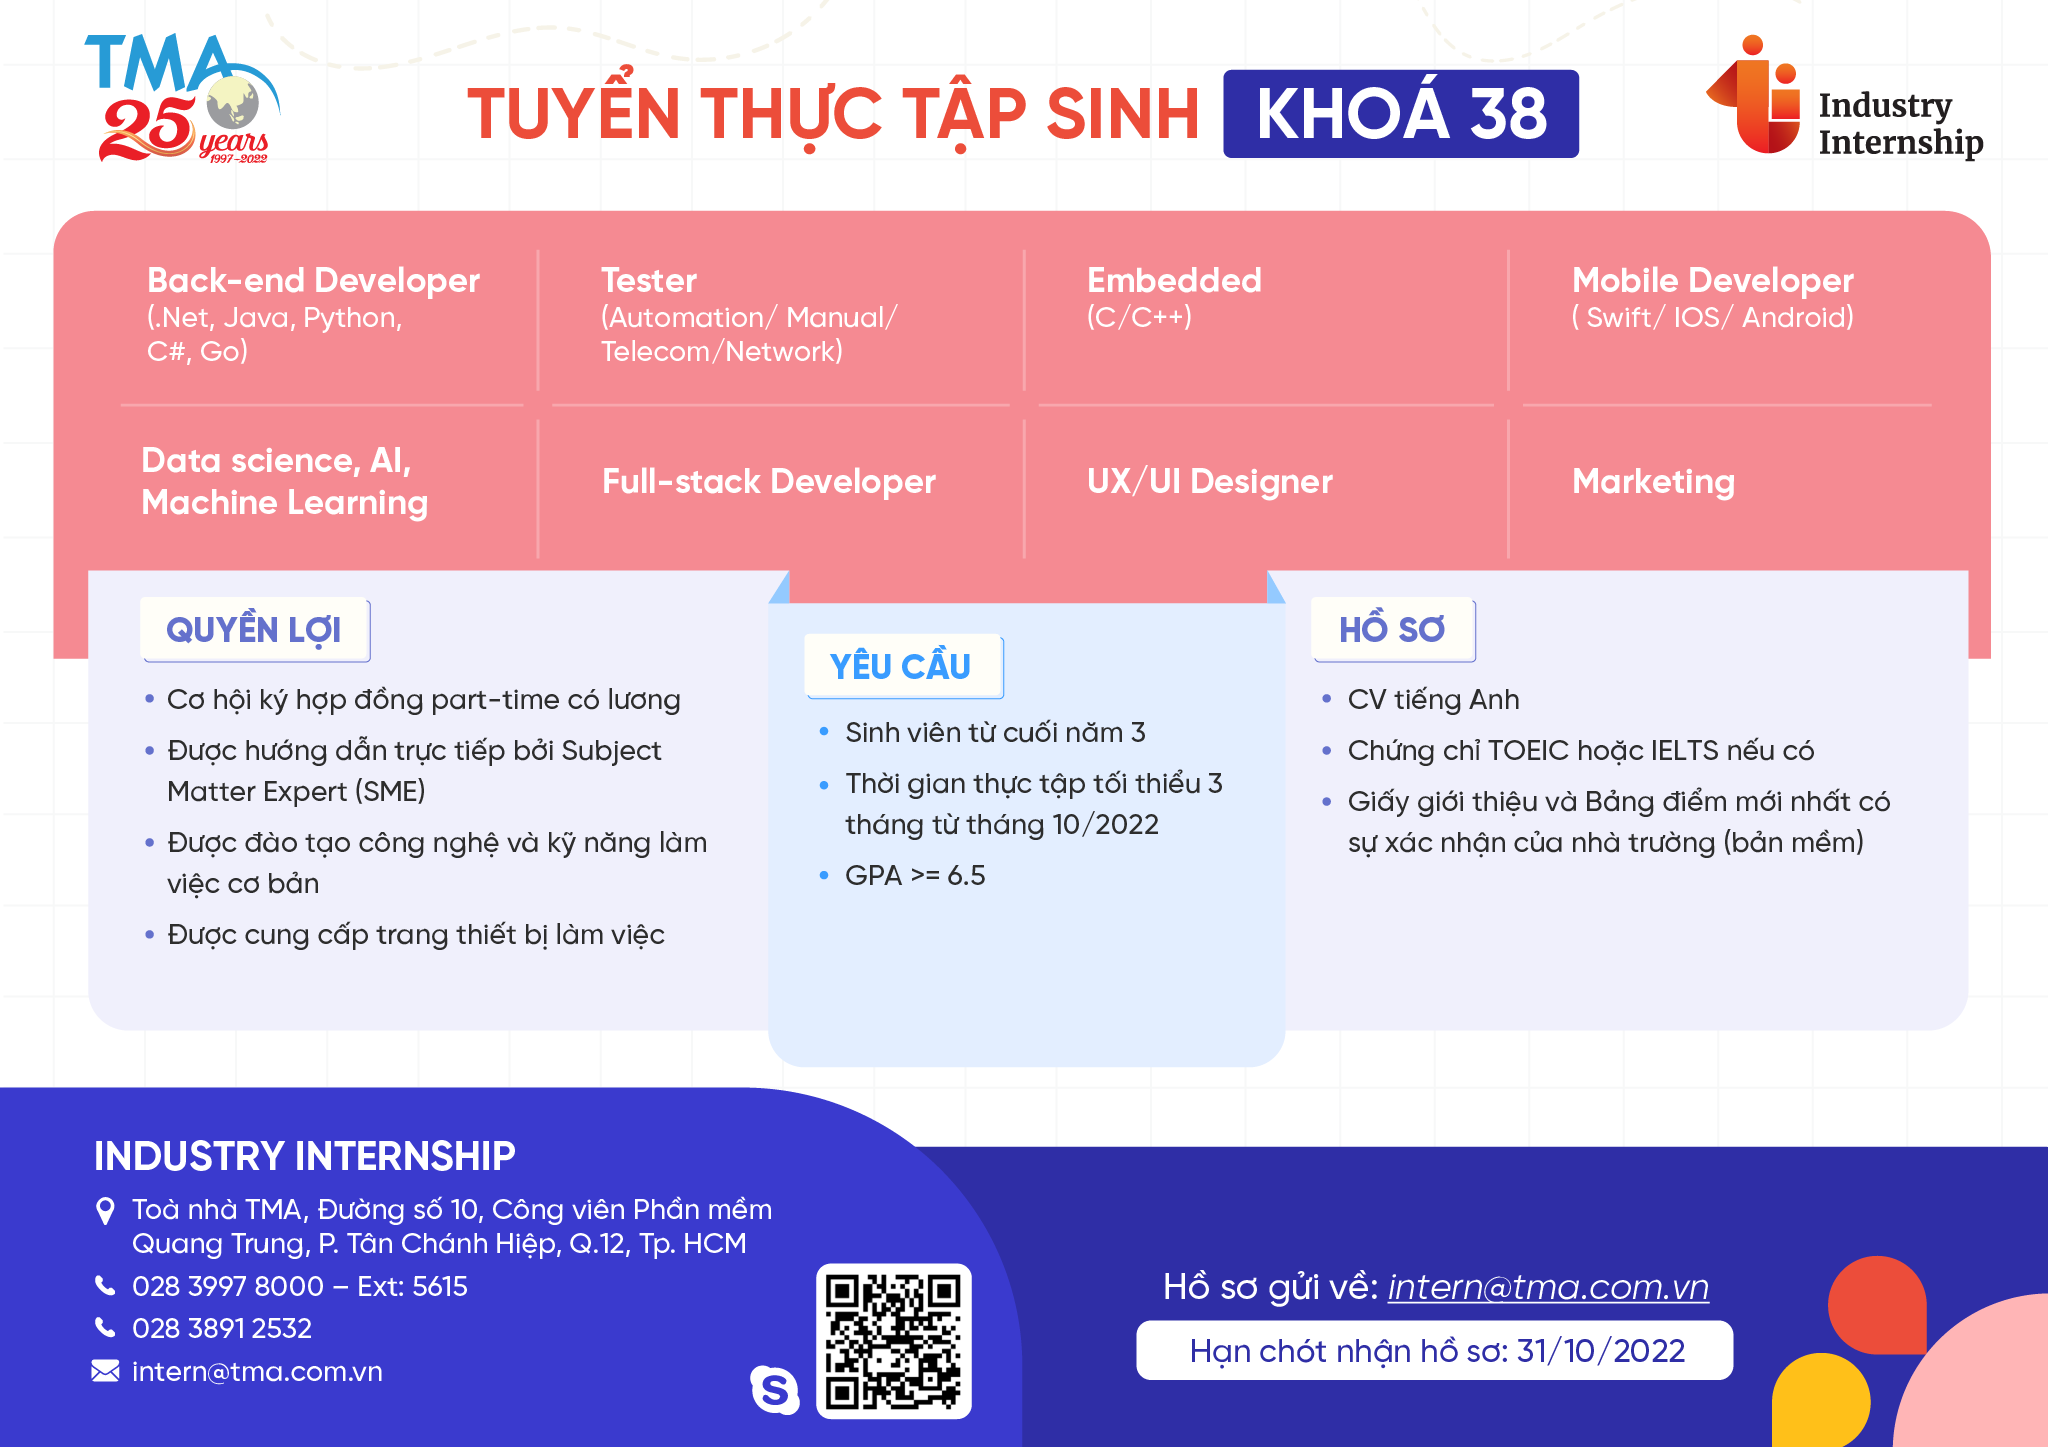 TMA
25 years
1997-2022
TUYỂN THỰC TẬP SINH KHOÁ 38
Industry
Internship
Back-end Developer
(.Net, Java, Python,
C#, Go)
Tester
(Automation/ Manual/
Telecom/Network)
Embedded
(C/C++)
Mobile Developer
( Swift/ IOS/ Android)
Data science, AI,
Machine Learning
Full-stack Developer
UX/UI Designer
Marketing
QUYỀN LỢI
• Cơ hội ký hợp đồng part-time có lương
• Được hướng dẫn trực tiếp bởi Subject
Matter Expert (SME)
• Được đào tạo công nghệ và kỹ năng làm
việc cơ bản
• Được cung cấp trang thiết bị làm việc
YÊU CẦU
• Sinh viên từ cuối năm 3
• Thời gian thực tập tối thiểu 3
tháng từ tháng 10/2022
• GPA >= 6.5
HỒ SƠ
• CV tiếng Anh
• Chứng chỉ TOEIC hoặc IELTS nếu có
• Giấy giới thiệu và Bảng điểm mới nhất có
sự xác nhận của nhà trường (bản mềm)
INDUSTRY INTERNSHIP
Toà nhà TMA, Đường số 10, Công viên Phần mềm
Quang Trung, P. Tân Chánh Hiệp, Q.12, Tp. HCM
028 3997 8000 – Ext: 5615
028 3891 2532
intern@tma.com.vn
S
Hồ sơ gửi về: intern@tma.com.vn
Hạn chót nhận hồ sơ: 31/10/2022